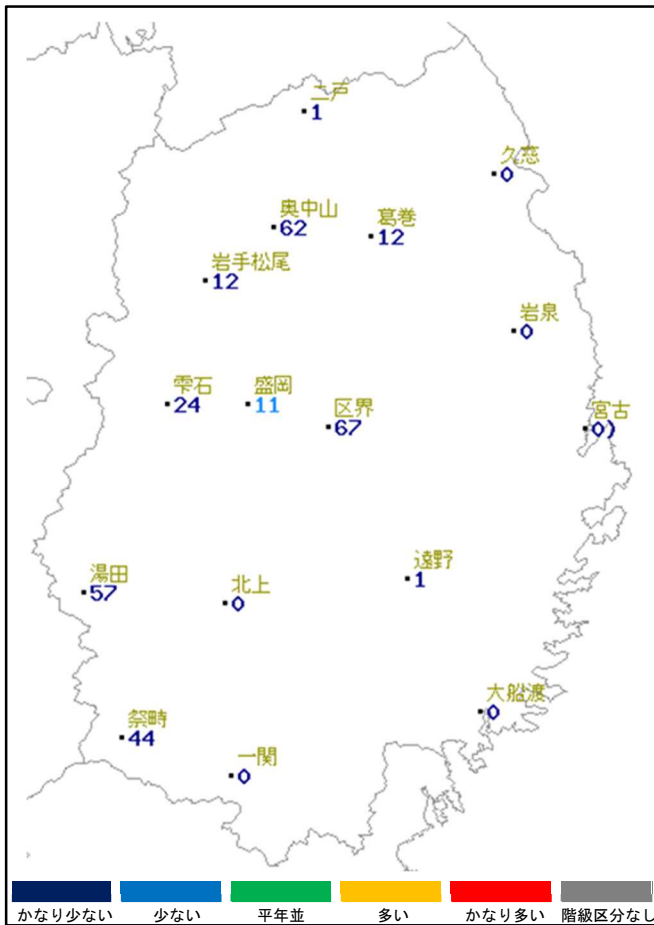 二戸
1
久慈
0
奥中山
62
葛巻
12
岩手松尾
12
岩泉
0
雫石
24
盛岡
11
区界
67
宮古
0)
遠野
1
湯田
57
北上
0
大船渡
0
祭畤
44
一関
0
かなり少ない 少ない 平年並 多い かなり多い 階級区分なし